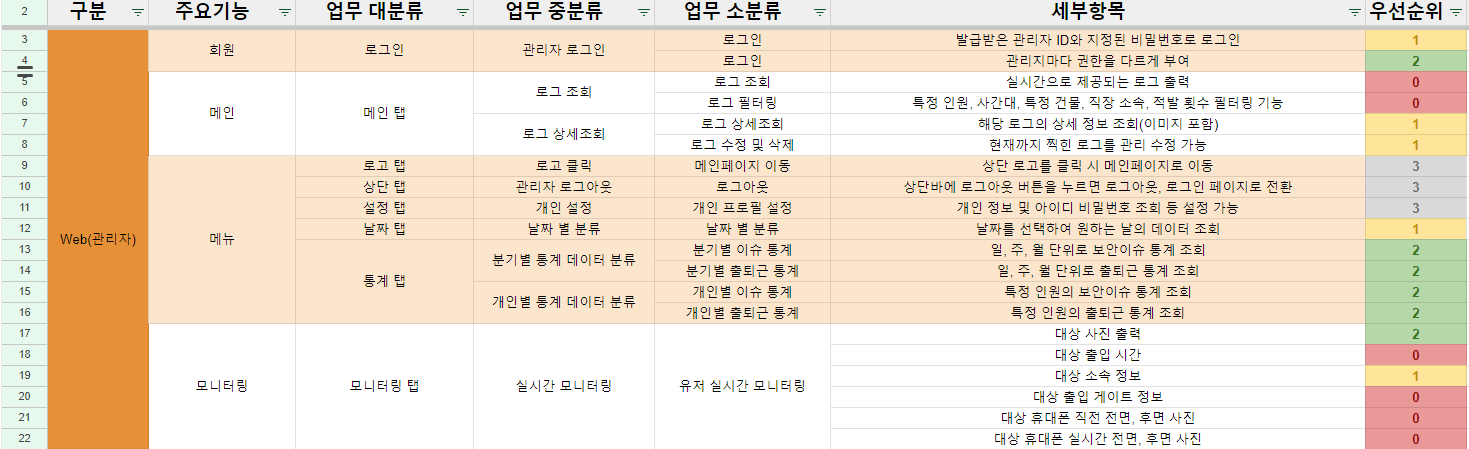 2 구분 주요기능 업무 대분류 업무 중분류 업무 소분류 세부항목 우선순위
3 로그인 발급받은 관리자 ID와 지정된 비밀번호로 로그인 1
회원 로그인 관리자 로그인
4 로그인 관리지마다 권한을 다르게 부여 2
5 로그 조회 실시간으로 제공되는 로그 출력 0
로그 조회
6 로그 필터링 특정 인원, 사간대, 특정 건물, 직장 소속, 적발 횟수 필터링 기능 0
메인 메인 탭
7 로그 상세조회 해당 로그의 상세 정보 조회(이미지 포함) 1
로그 상세조회
8 로그 수정 및 삭제 현재까지 찍힌 로그를 관리 수정 가능 1
9 로고 탭 로고 클릭 메인페이지 이동 상단 로고를 클릭 시 메인페이지로 이동 3
10 상단 탭 관리자 로그아웃 로그아웃 상단바에 로그아웃 버튼을 누르면 로그아웃, 로그인 페이지로 전환 3
11 설정 탭 개인 설정 개인 프로필 설정 개인 정보 및 아이디 비밀번호 조회 등 설정 가능 3
12 날짜 탭 날짜 별 분류 날짜 별 분류 날짜를 선택하여 원하는 날의 데이터 조회 1
Web(관리자) 메뉴
13 분기별 이슈 통계 일, 주, 월 단위로 보안이슈 통계 조회 2
분기별 통계 데이터 분류
14 분기별 출퇴근 통계 일, 주, 월 단위로 출퇴근 통계 조회 2
통계 탭
15 개인별 이슈 통계 특정 인원의 보안이슈 통계 조회 2
개인별 통계 데이터 분류
16 개인별 출퇴근 통계 특정 인원의 출퇴근 통계 조회 2
17 대상 사진 출력 2
18 대상 출입 시간 0
19 대상 소속 정보 1
모니터링 모니터링 탭 실시간 모니터링 유저 실시간 모니터링
20 대상 출입 게이트 정보 0
21 대상 휴대폰 직전 전면, 후면 사진 0
22 대상 휴대폰 실시간 전면, 후면 사진 0